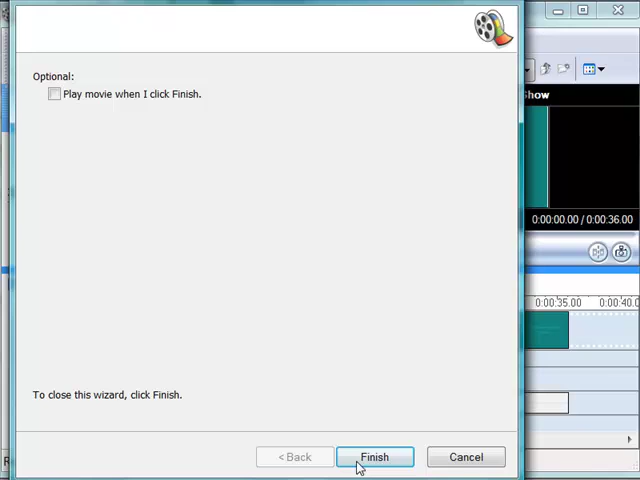 Show
Optional:
Play movie when I click Finish.
0:00:00.00 / 0:00:36.00
0:00:35.00 0:00:40.0
To close this wizard, click Finish.
< Back Finish Cancel